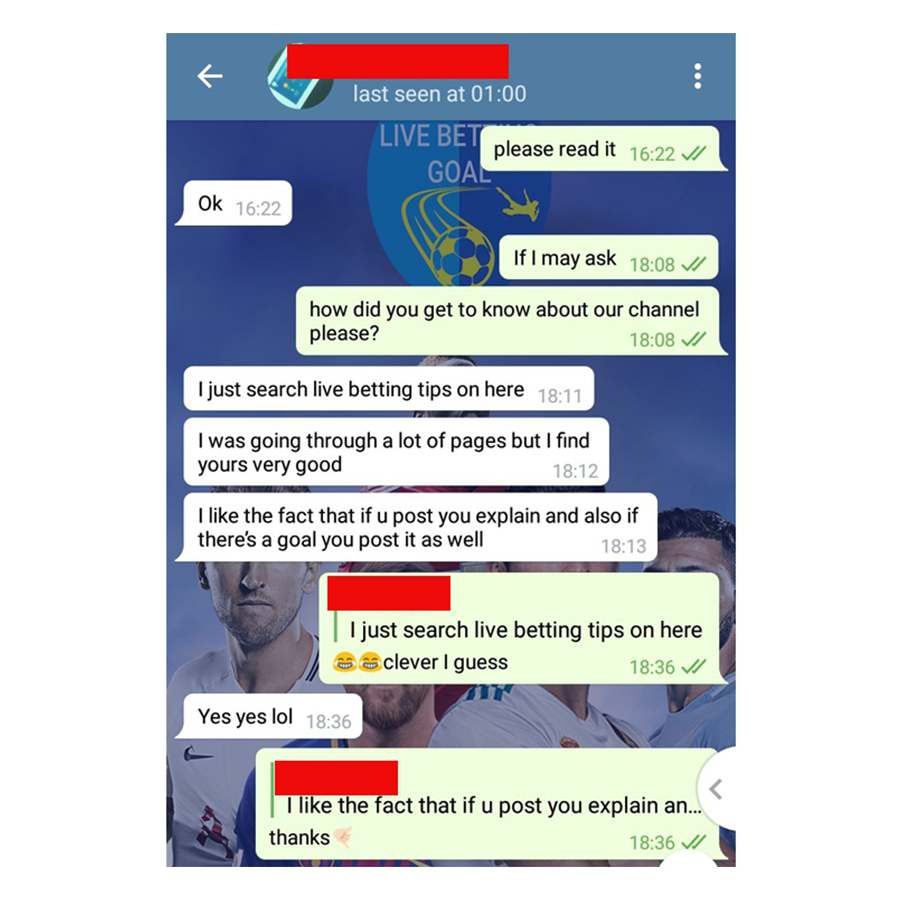 last seen at 01:00
LIVE BETTING
GOAL
please read it 16:22
Ok 16:22
If I may ask 18:08
how did you get to know about our channel
please? 18:08
I just search live betting tips on here 18:11
I was going through a lot of pages but I find
yours very good 18:12
I like the fact that if u post you explain and also if
there's a goal you post it as well 18:13
I just search live betting tips on here
😂😂clever I guess 18:36
Yes yes lol 18:36
I like the fact that if u post you explain an...
thanks🤙🏻 18:36